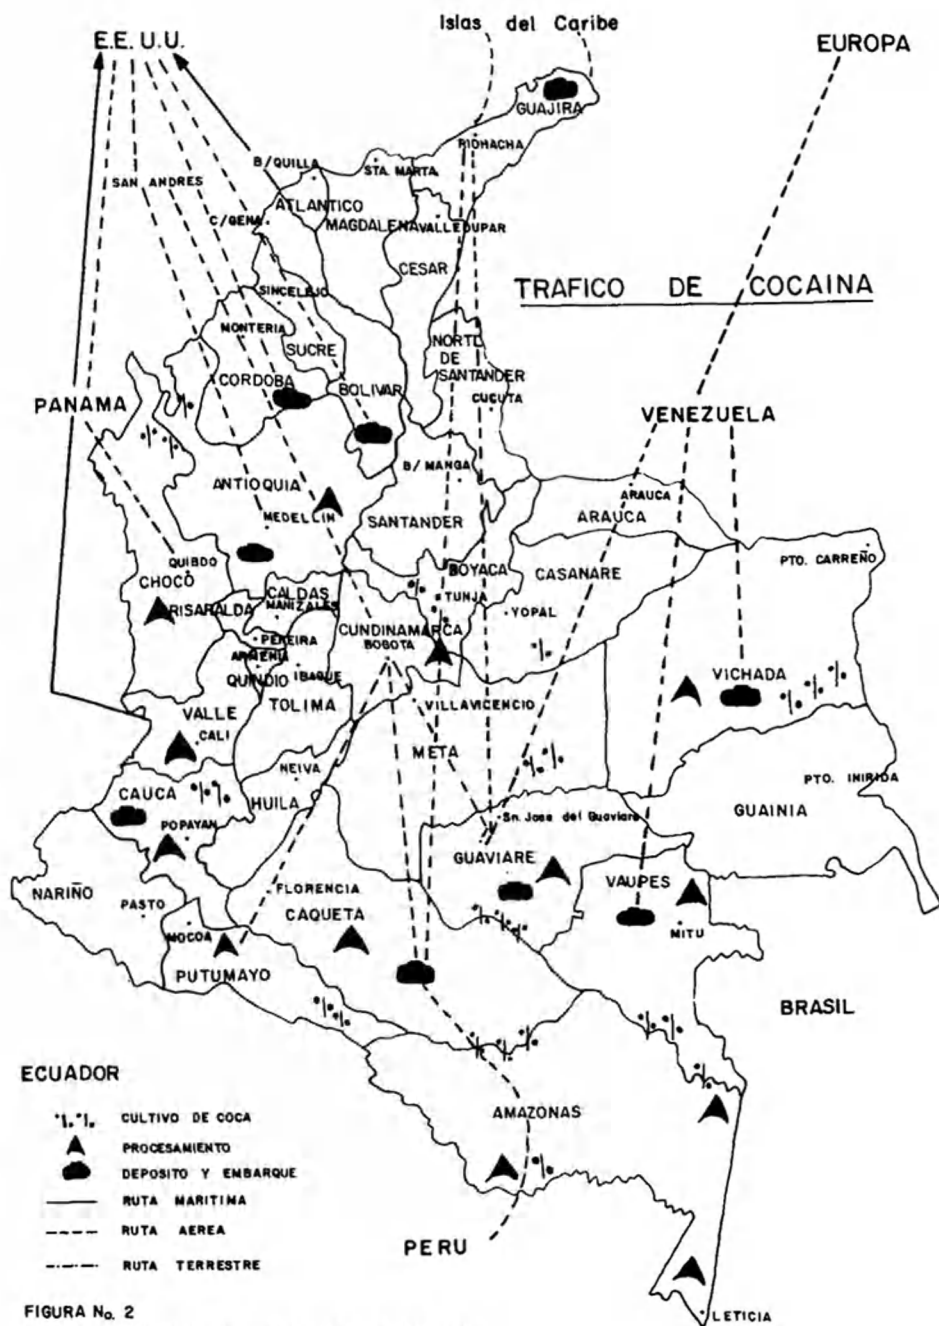 Islas del Caribe
E.E.U.U.
EUROPA
GUAJIRA
RIOHACHA
B/QUILLA
STA. MARTA
SAN ANDRES
ATLANTICO
C/GENA
MAGDALENA
VALLEDUPAR
CESAR
TRAFICO DE COCAINA
SINCELEJO
MONTERIA
SUCRE
NORTE
DE
SANTANDER
CORDOBA
BOLIVAR
CUCUTA
PANAMA
VENEZUELA
B/MANGA
ANTIOQUIA
ARAUCA
MEDELLIN
SANTANDER
ARAUCA
QUIBDO
BOYACA
CASANARE
PTO. CARREÑO
CHOCO
CALDAS
RISARALDA
MANIZALES
TUNJA
YOPAL
CUNDINAMARCA
PEREIRA
BOGOTA
ARMENIA
QUINDIO
IBAGUE
VICHADA
TOLIMA
VILLAVICENCIO
VALLE
CALI
META
NEIVA
PTO. INIRIDA
CAUCA
HUILA
GUAINIA
Sn. Jose del Guaviare
POPAYAN
GUAVIARE
VAUPES
NARIÑO
FLORENCIA
PASTO
CAQUETA
MITU
MOCOA
PUTUMAYO
BRASIL
ECUADOR
CULTIVO DE COCA
AMAZONAS
PROCESAMIENTO
DEPOSITO Y EMBARQUE
RUTA MARITIMA
RUTA AEREA
PERU
RUTA TERRESTRE
FIGURA No. 2
LETICIA